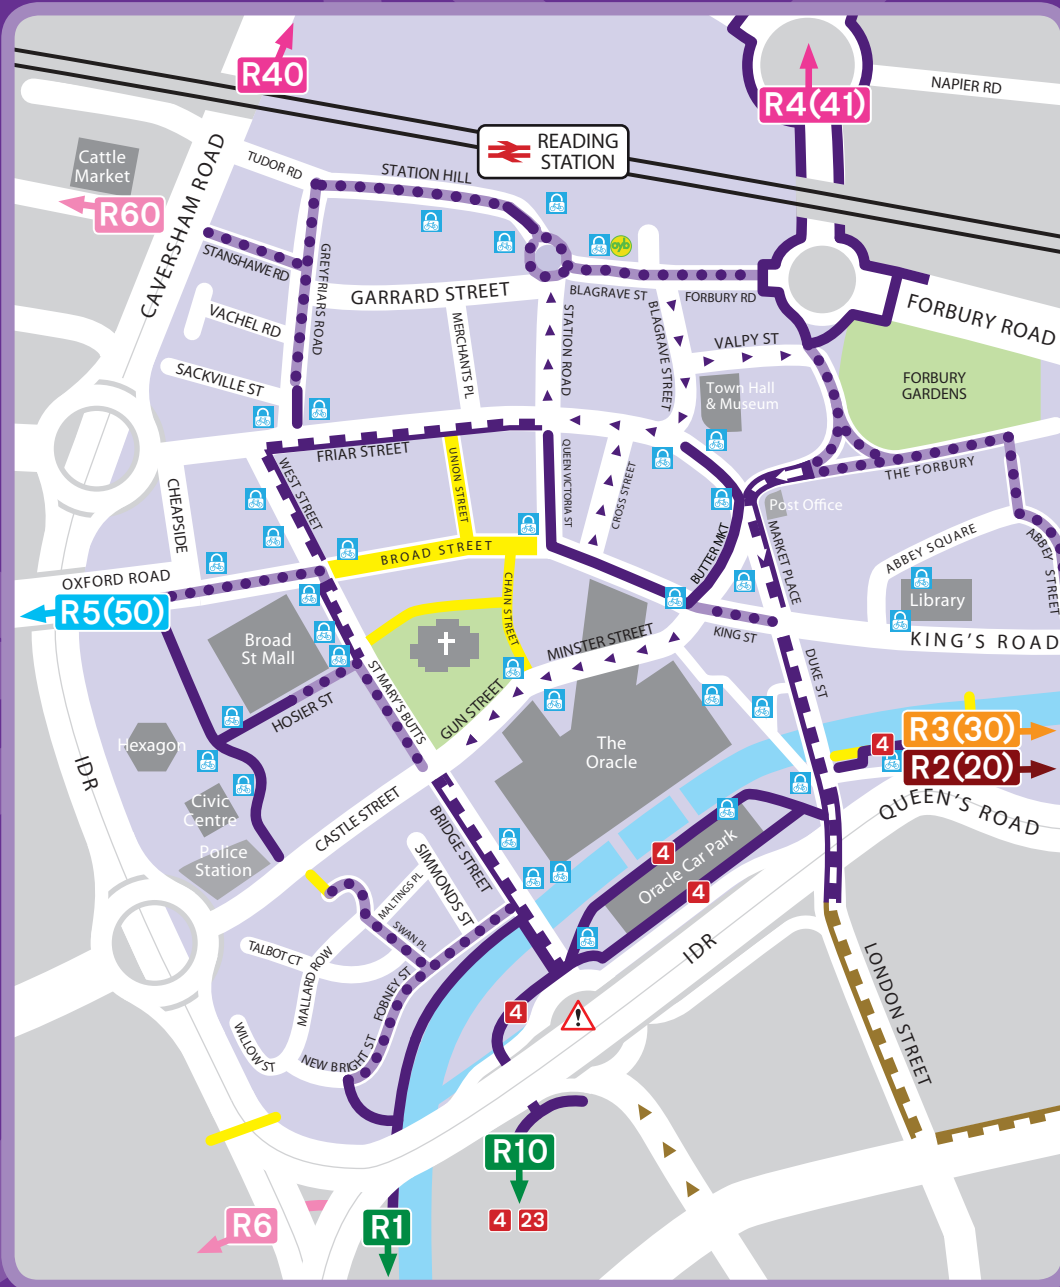 R40
R4(41)
NAPIER RD
READING
STATION
Cattle
Market
R60
TUDOR RD
STATION HILL
CAVERSHAM ROAD
STANSHAWE RD
GREYFRIARS ROAD
oyb
GARRARD STREET
BLAGRAVE ST
FORBURY RD
FORBURY ROAD
VACHEL RD
MERCHANTS PL
STATION ROAD
BLAGRAVE STREET
VALPY ST
SACKVILLE ST
Town Hall
& Museum
FORBURY
GARDENS
FRIAR STREET
UNION STREET
QUEEN VICTORIA ST
CROSS STREET
THE FORBURY
WEST STREET
CHEAPSIDE
Post Office
BUTTER MKT
MARKET PLACE
ABBEY SQUARE
ABBEY STREET
BROAD STREET
OXFORD ROAD
R5(50)
CHAIN STREET
Library
Broad
St Mall
MINSTER STREET
KING ST
KING'S ROAD
HOSIER ST
ST MARY'S BUTTS
GUN STREET
DUKE ST
Hexagon
The
Oracle
4
R3(30)
R2(20)
IDR
Civic
Centre
CASTLE STREET
BRIDGE STREET
QUEEN'S ROAD
Police
Station
SIMMONDS ST
MALTINGS PL
4
Oracle Car Park
4
SWAN PL
TALBOT CT
MALLARD ROW
FOBNEY ST
IDR
LONDON STREET
4
WILLOW ST
NEW BRIGHT ST
R10
4
23
R6
R1